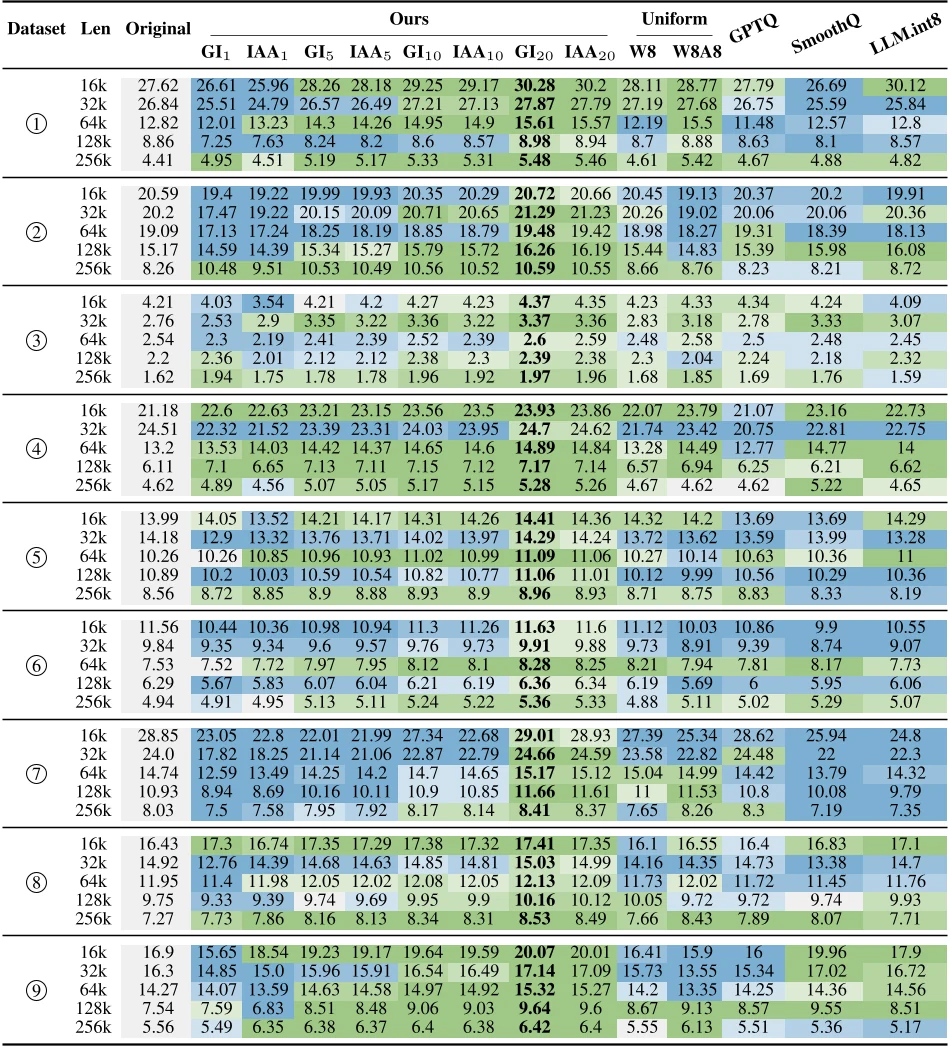 Dataset Len Original Ours Uniform GPTQ SmoothQ LLM.int8
GI1 IAA1 GI5 IAA5 GI10 IAA10 GI20 IAA20 W8 W8A8
16k 27.62 26.61 25.96 28.26 28.18 29.25 29.17 30.28 30.2 28.11 28.77 27.79 26.69 30.12
32k 26.84 25.51 24.79 26.57 26.49 27.21 27.13 27.87 27.79 27.19 27.68 26.75 25.59 25.84
① 64k 12.82 12.01 13.23 14.3 14.26 14.95 14.9 15.61 15.57 12.19 15.5 11.48 12.57 12.8
128k 8.86 7.25 7.63 8.24 8.2 8.6 8.57 8.98 8.94 8.7 8.88 8.63 8.1 8.57
256k 4.41 4.95 4.51 5.19 5.17 5.33 5.31 5.48 5.46 4.61 5.42 4.67 4.88 4.82
16k 20.59 19.4 19.22 19.99 19.93 20.35 20.29 20.72 20.66 20.45 19.13 20.37 20.2 19.91
32k 20.2 17.47 19.22 20.15 20.09 20.71 20.65 21.29 21.23 20.26 19.02 20.06 20.06 20.36
② 64k 19.09 17.13 17.24 18.25 18.19 18.85 18.79 19.48 19.42 18.98 18.27 19.31 18.39 18.13
128k 15.17 14.59 14.39 15.34 15.27 15.79 15.72 16.26 16.19 15.44 14.83 15.39 15.98 16.08
256k 8.26 10.48 9.51 10.53 10.49 10.56 10.52 10.59 10.55 8.66 8.76 8.23 8.21 8.72
16k 4.21 4.03 3.54 4.21 4.2 4.27 4.23 4.37 4.35 4.23 4.33 4.34 4.24 4.09
32k 2.76 2.53 2.9 3.35 3.22 3.36 3.22 3.37 3.36 2.83 3.18 2.78 3.33 3.07
③ 64k 2.54 2.3 2.19 2.41 2.39 2.52 2.39 2.6 2.59 2.48 2.58 2.5 2.48 2.45
128k 2.2 2.36 2.01 2.12 2.12 2.38 2.3 2.39 2.38 2.3 2.04 2.24 2.18 2.32
256k 1.62 1.94 1.75 1.78 1.78 1.96 1.92 1.97 1.96 1.68 1.85 1.69 1.76 1.59
16k 21.18 22.6 22.63 23.21 23.15 23.56 23.5 23.93 23.86 22.07 23.79 21.07 23.16 22.73
32k 24.51 22.32 21.52 23.39 23.31 24.03 23.95 24.7 24.62 21.74 23.42 20.75 22.81 22.75
④ 64k 13.2 13.53 14.03 14.42 14.37 14.65 14.6 14.89 14.84 13.28 14.49 12.77 14.77 14
128k 6.11 7.1 6.65 7.13 7.11 7.15 7.12 7.17 7.14 6.57 6.94 6.25 6.21 6.62
256k 4.62 4.89 4.56 5.07 5.05 5.17 5.15 5.28 5.26 4.67 4.62 4.62 5.22 4.65
16k 13.99 14.05 13.52 14.21 14.17 14.31 14.26 14.41 14.36 14.32 14.2 13.69 13.69 14.29
32k 14.18 12.9 13.32 13.76 13.71 14.02 13.97 14.29 14.24 13.72 13.62 13.59 13.99 13.28
⑤ 64k 10.26 10.26 10.85 10.96 10.93 11.02 10.99 11.09 11.06 10.27 10.14 10.63 10.36 11
128k 10.89 10.2 10.03 10.59 10.54 10.82 10.77 11.06 11.01 10.12 9.99 10.56 10.29 10.36
256k 8.56 8.72 8.85 8.9 8.88 8.93 8.9 8.96 8.93 8.71 8.75 8.83 8.33 8.19
16k 11.56 10.44 10.36 10.98 10.94 11.3 11.26 11.63 11.6 11.12 10.03 10.86 9.9 10.55
32k 9.84 9.35 9.34 9.6 9.57 9.76 9.73 9.91 9.88 9.73 8.91 9.39 8.74 9.07
⑥ 64k 7.53 7.52 7.72 7.97 7.95 8.12 8.1 8.28 8.25 8.21 7.94 7.81 8.17 7.73
128k 6.29 5.67 5.83 6.07 6.04 6.21 6.19 6.36 6.34 6.19 5.69 6 5.95 6.06
256k 4.94 4.91 4.95 5.13 5.11 5.24 5.22 5.36 5.33 4.88 5.11 5.02 5.29 5.07
16k 28.85 23.05 22.8 22.01 21.99 27.34 22.68 29.01 28.93 27.39 25.34 28.62 25.94 24.8
32k 24.0 17.82 18.25 21.14 21.06 22.87 22.79 24.66 24.59 23.58 22.82 24.48 22 22.3
⑦ 64k 14.74 12.59 13.49 14.25 14.2 14.7 14.65 15.17 15.12 15.04 14.99 14.42 13.79 14.32
128k 10.93 8.94 8.69 10.16 10.11 10.9 10.85 11.66 11.61 11 11.53 10.8 10.08 9.79
256k 8.03 7.5 7.58 7.95 7.92 8.17 8.14 8.41 8.37 7.65 8.26 8.3 7.19 7.35
16k 16.43 17.3 16.74 17.35 17.29 17.38 17.32 17.41 17.35 16.1 16.55 16.4 16.83 17.1
32k 14.92 12.76 14.39 14.68 14.63 14.85 14.81 15.03 14.99 14.16 14.35 14.73 13.38 14.7
⑧ 64k 11.95 11.4 11.98 12.05 12.02 12.08 12.05 12.13 12.09 11.73 12.02 11.72 11.45 11.76
128k 9.75 9.33 9.39 9.74 9.69 9.95 9.9 10.16 10.12 10.05 9.72 9.72 9.74 9.93
256k 7.27 7.73 7.86 8.16 8.13 8.34 8.31 8.53 8.49 7.66 8.43 7.89 8.07 7.71
16k 16.9 15.65 18.54 19.23 19.17 19.64 19.59 20.07 20.01 16.41 15.9 16 19.96 17.9
32k 16.3 14.85 15.0 15.96 15.91 16.54 16.49 17.14 17.09 15.73 13.55 15.34 17.02 16.72
⑨ 64k 14.27 14.07 13.59 14.63 14.58 14.97 14.92 15.32 15.27 14.2 13.35 14.25 14.36 14.56
128k 7.54 7.59 6.83 8.51 8.48 9.06 9.03 9.64 9.6 8.67 9.13 8.57 9.55 8.51
256k 5.56 5.49 6.35 6.38 6.37 6.4 6.38 6.42 6.4 5.55 6.13 5.51 5.36 5.17